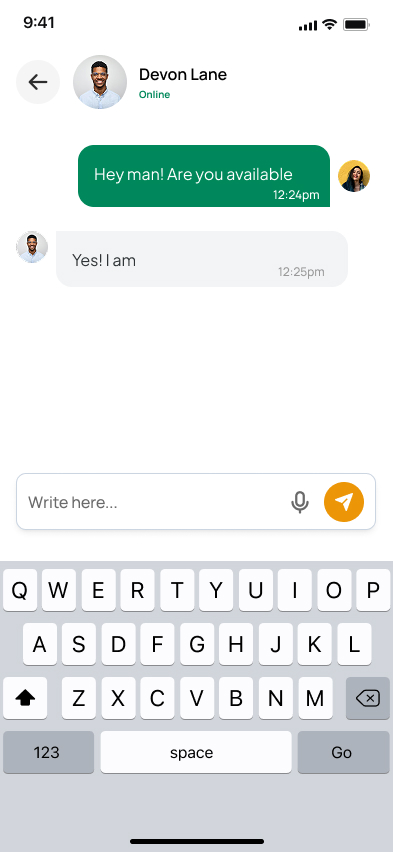 9:41
Devon Lane
Online
Hey man! Are you available
12:24pm
Yes! I am
12:25pm
Write here...
Q W E R T Y U I O P
A S D F G H J K L
Z X C V B N M
123 space Go